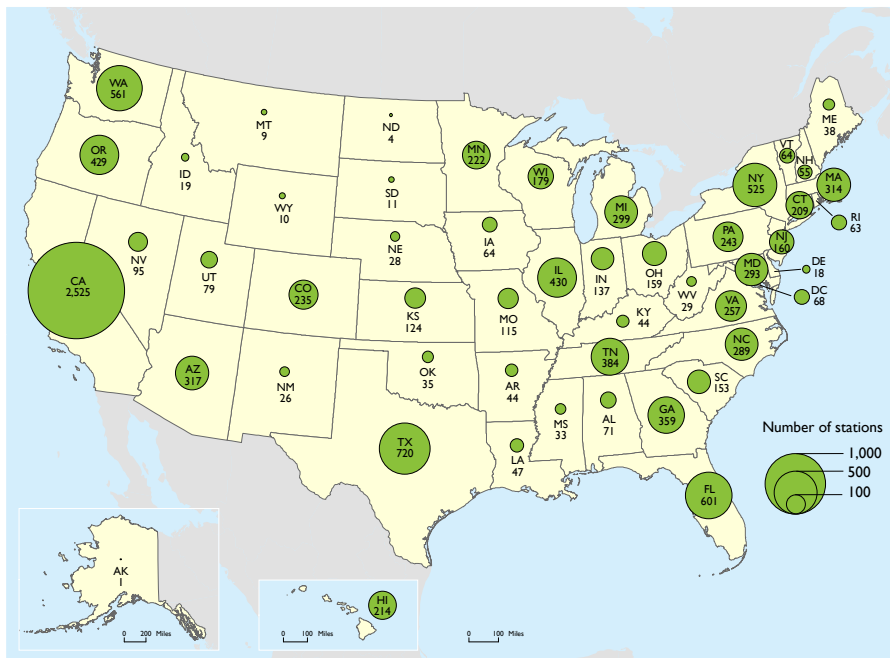 WA
561
OR
429
CA
2,525
NV
95
ID
19
MT
9
WY
10
UT
79
AZ
317
CO
235
NM
26
ND
4
SD
11
NE
28
KS
124
OK
35
TX
720
MN
222
IA
64
MO
115
AR
44
LA
47
WI
179
IL
430
MI
299
IN
137
OH
159
KY
44
TN
384
MS
33
AL
71
GA
359
FL
601
SC
153
NC
289
VA
257
WV
29
PA
243
NY
525
VT
64
NH
55
ME
38
MA
314
CT
209
RI
63
NJ
160
MD
293
DE
18
DC
68
Number of stations
1,000
500
100
AK
1
0 200 Miles
HI
214
0 100 Miles
0 100 Miles